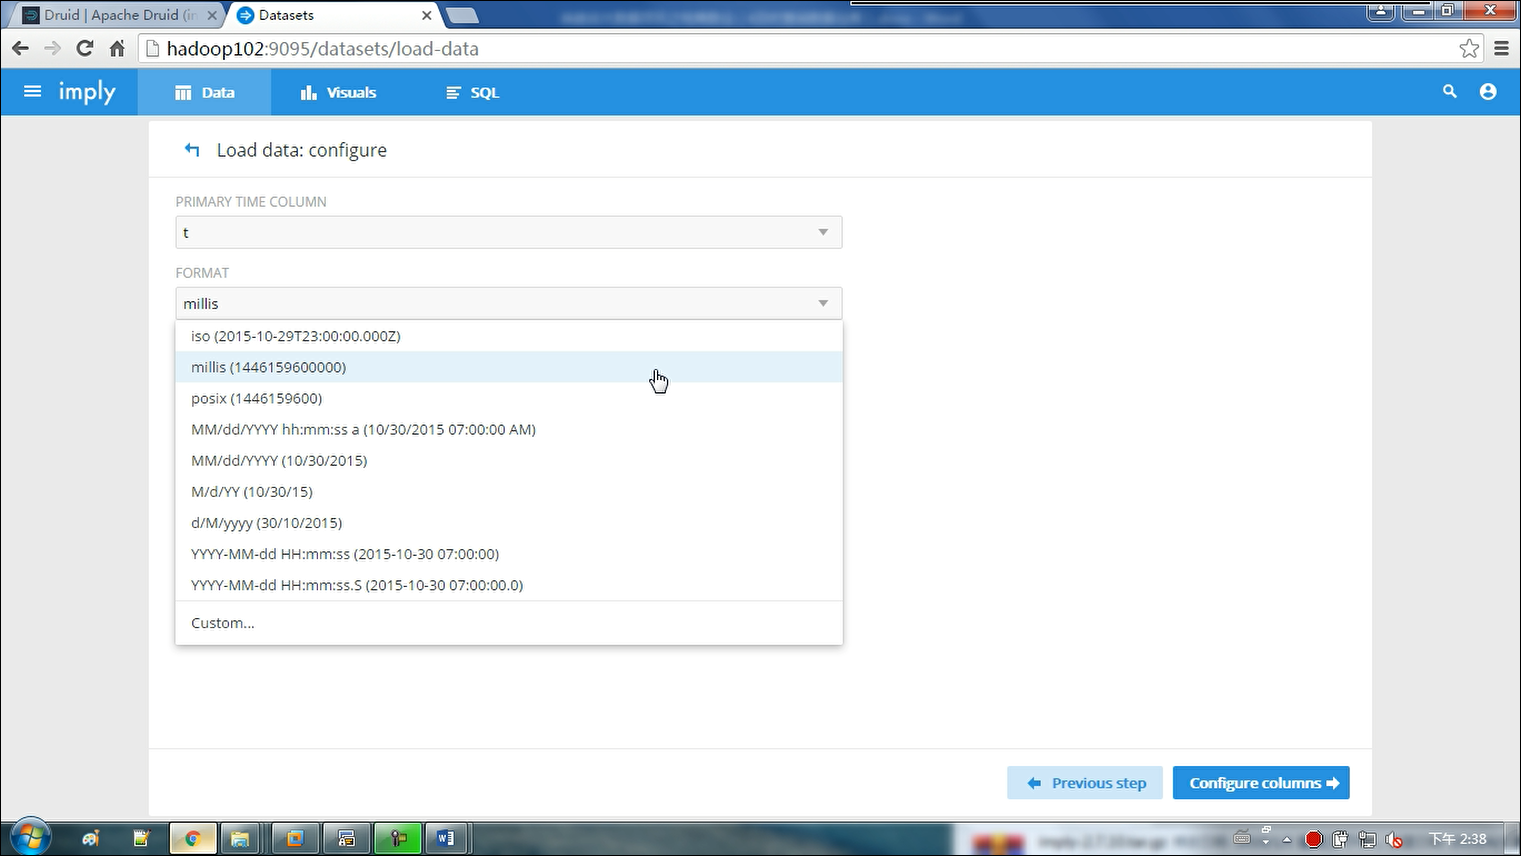 Druid | Apache Druid (in
Datasets
hadoop102:9095/datasets/load-data
imply
Data
Visuals
SQL
Load data: configure
PRIMARY TIME COLUMN
t
FORMAT
millis
iso (2015-10-29T23:00:00.000Z)
millis (1446159600000)
posix (1446159600)
MM/dd/YYYY hh:mm:ss a (10/30/2015 07:00:00 AM)
MM/dd/YYYY (10/30/2015)
M/d/YY (10/30/15)
d/M/yyyy (30/10/2015)
YYYY-MM-dd HH:mm:ss (2015-10-30 07:00:00)
YYYY-MM-dd HH:mm:ss.S (2015-10-30 07:00:00.0)
Custom...
Previous step
Configure columns
下午 2:38